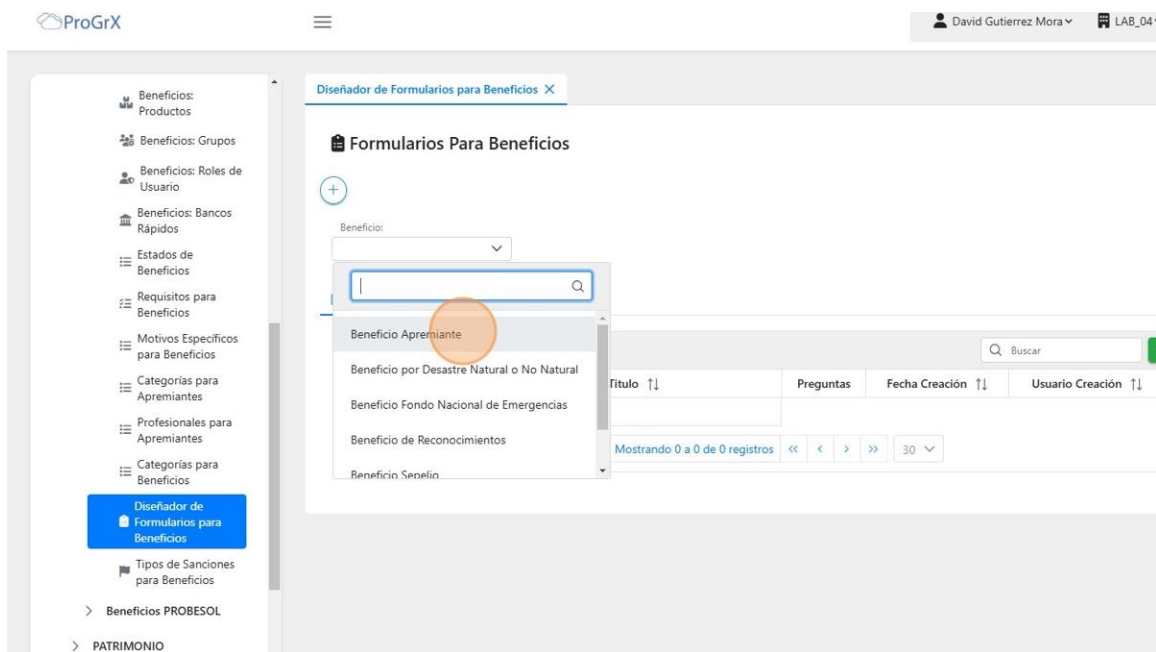 ProGrX
David Gutierrez Mora
LAB_04
Beneficios:
Productos
Beneficios: Grupos
Beneficios: Roles de
Usuario
Beneficios: Bancos
Rápidos
Estados de
Beneficios
Requisitos para
Beneficios
Motivos Específicos
para Beneficios
Categorías para
Apremiantes
Profesionales para
Apremiantes
Categorías para
Beneficios
Diseñador de
Formularios para
Beneficios
Tipos de Sanciones
para Beneficios
Beneficios PROBESOL
PATRIMONIO
Diseñador de Formularios para Beneficios
Formularios Para Beneficios
Beneficio:
Beneficio Apremiante
Beneficio por Desastre Natural o No Natural
Beneficio Fondo Nacional de Emergencias
Beneficio de Reconocimientos
Beneficio Sepelio
Buscar
Titulo Preguntas Fecha Creación Usuario Creación
Mostrando 0 a 0 de 0 registros << < > >> 30